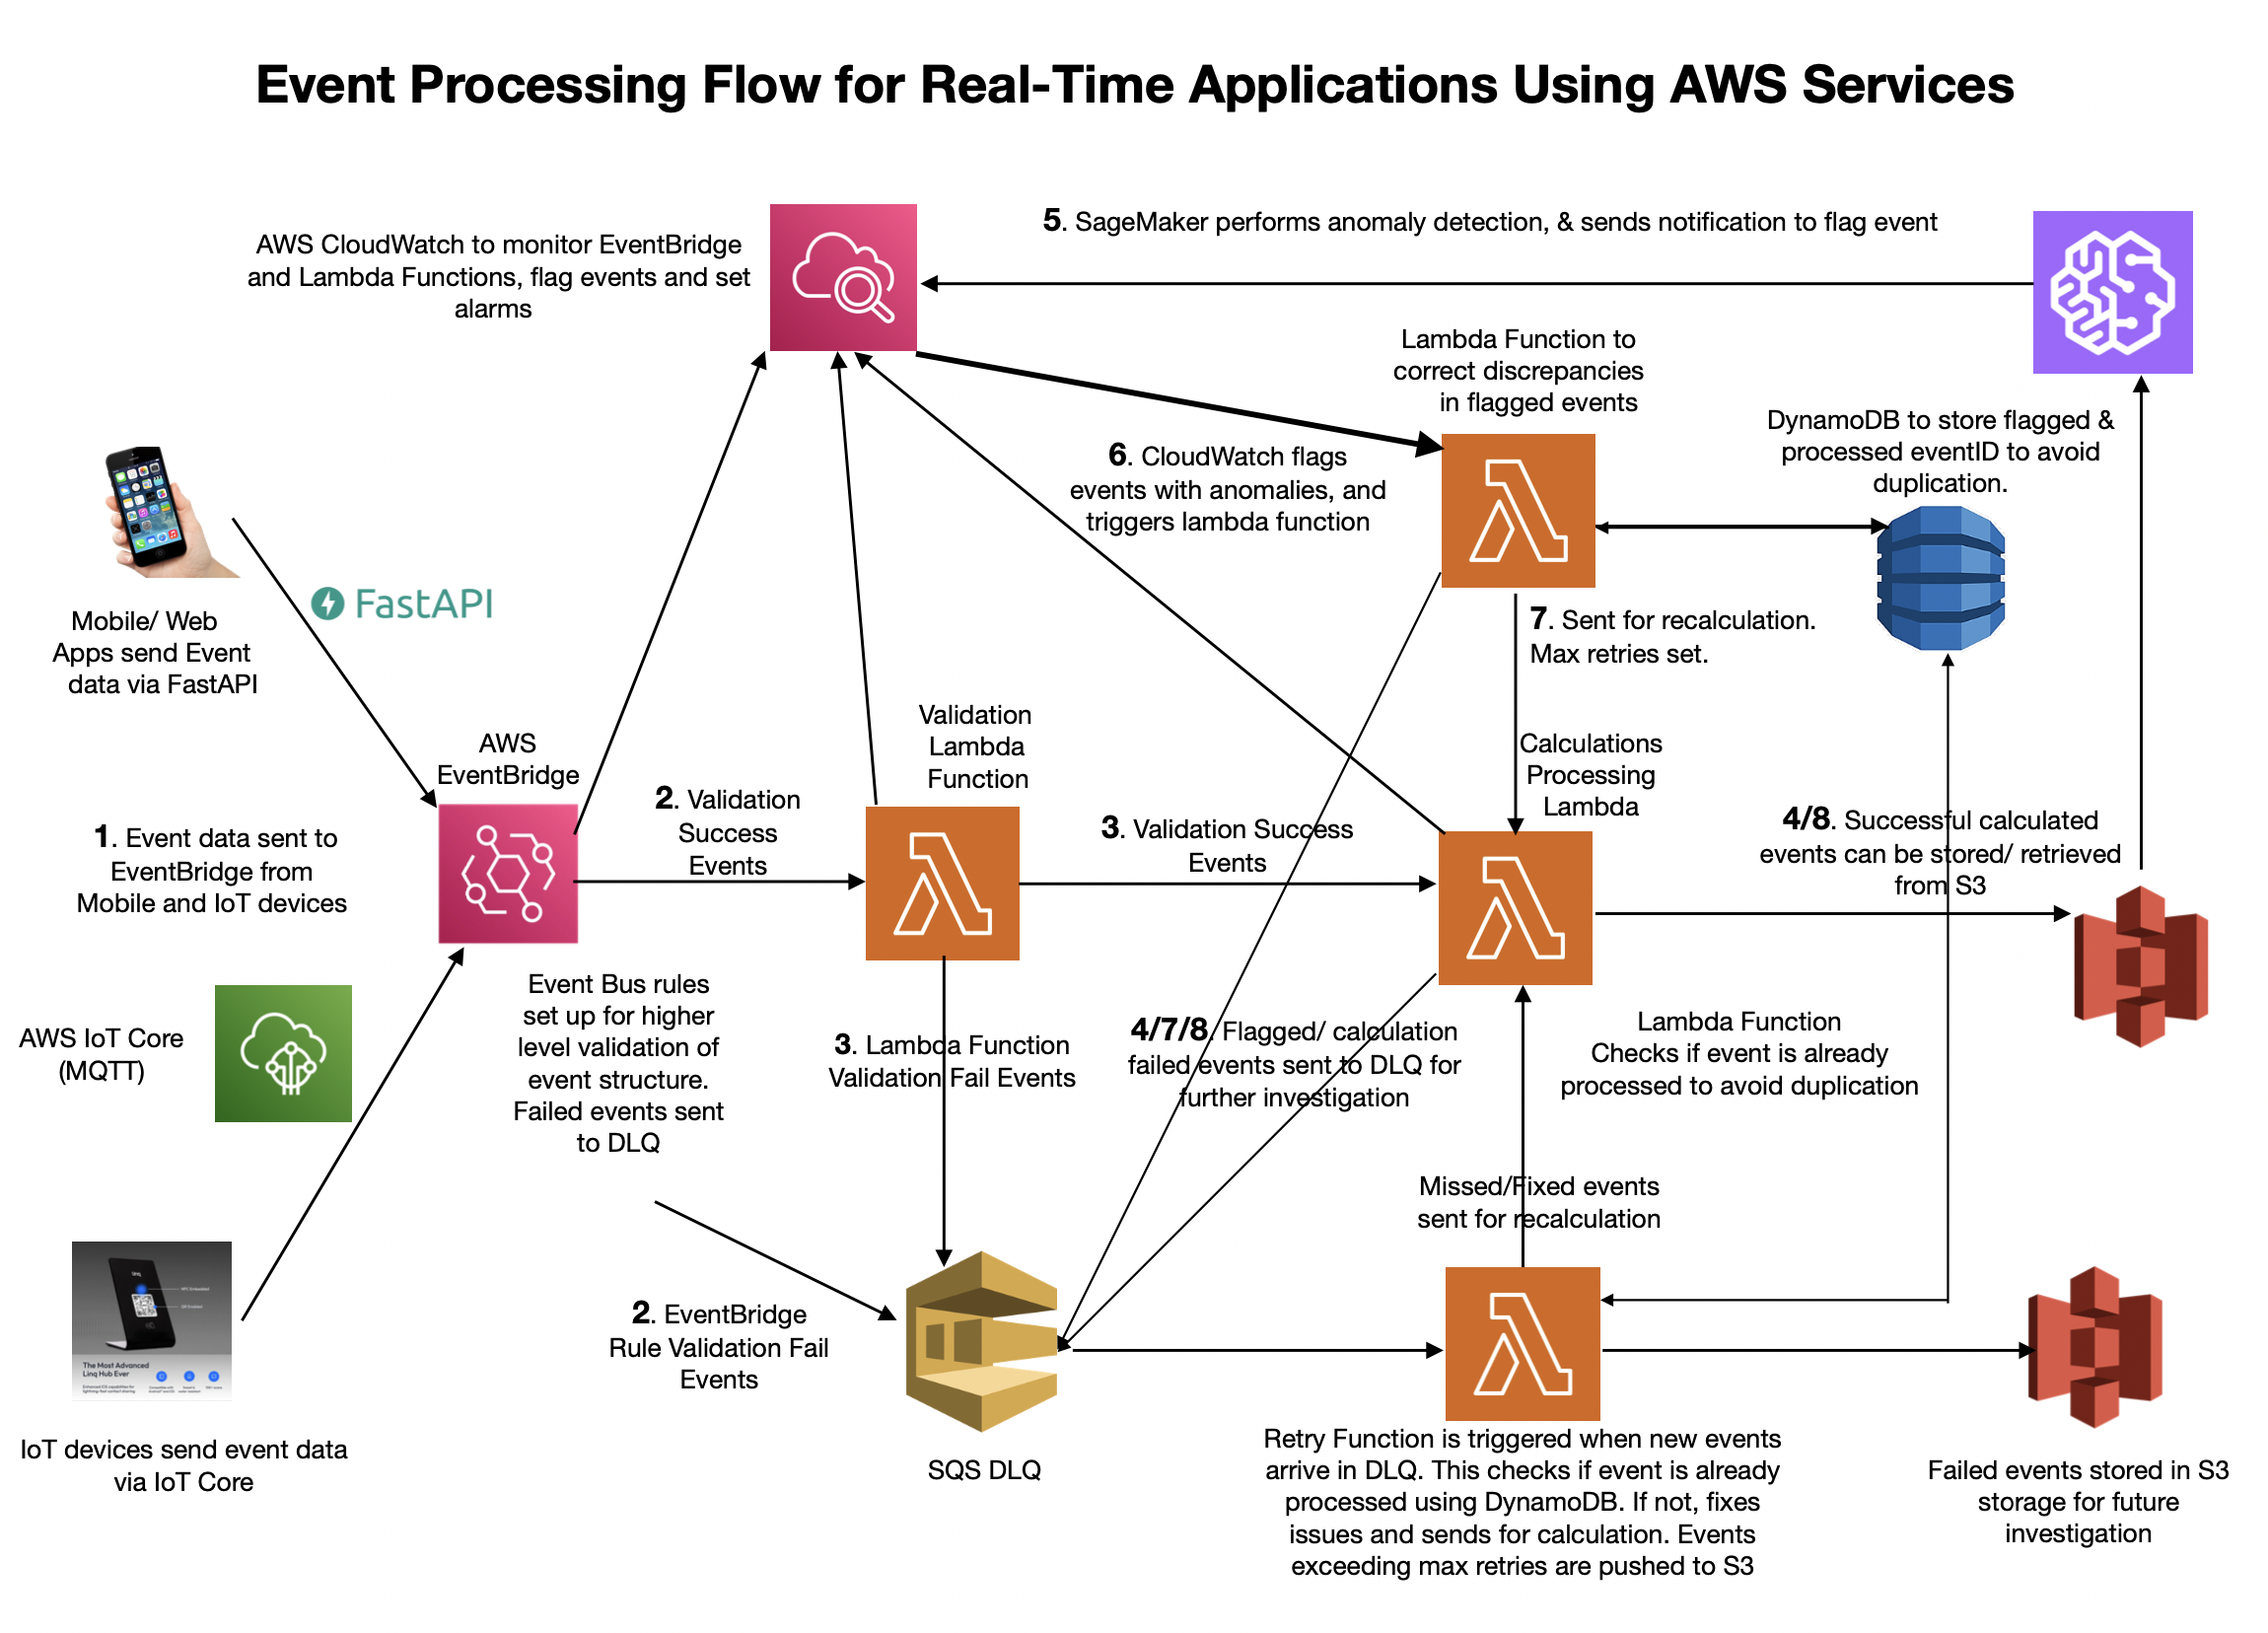 Event Processing Flow for Real-Time Applications Using AWS Services
AWS CloudWatch to monitor EventBridge
and Lambda Functions, flag events and set
alarms
5. SageMaker performs anomaly detection, & sends notification to flag event
Lambda Function to
correct discrepancies
in flagged events
DynamoDB to store flagged &
processed eventID to avoid
duplication.
6. CloudWatch flags
events with anomalies, and
triggers lambda function
FastAPI
Mobile/ Web
Apps send Event
data via FastAPI
7. Sent for recalculation.
Max retries set.
AWS
EventBridge
Validation
Lambda
Function
Calculations
Processing
Lambda
1. Event data sent to
EventBridge from
Mobile and IoT devices
2. Validation
Success
Events
3. Validation Success
Events
4/8. Successful calculated
events can be stored/ retrieved
from S3
AWS IoT Core
(MQTT)
Event Bus rules
set up for higher
level validation of
event structure.
Failed events sent
to DLQ
3. Lambda Function
Validation Fail Events
4/7/8. Flagged/ calculation
failed events sent to DLQ for
further investigation
Lambda Function
Checks if event is already
processed to avoid duplication
Missed/Fixed events
sent for recalculation
2. EventBridge
Rule Validation Fail
Events
linq
The Most Advanced
Linq Hub Ever
IoT devices send event data
via IoT Core
SQS DLQ
Retry Function is triggered when new events
arrive in DLQ. This checks if event is already
processed using DynamoDB. If not, fixes
issues and sends for calculation. Events
exceeding max retries are pushed to S3
Failed events stored in S3
storage for future
investigation